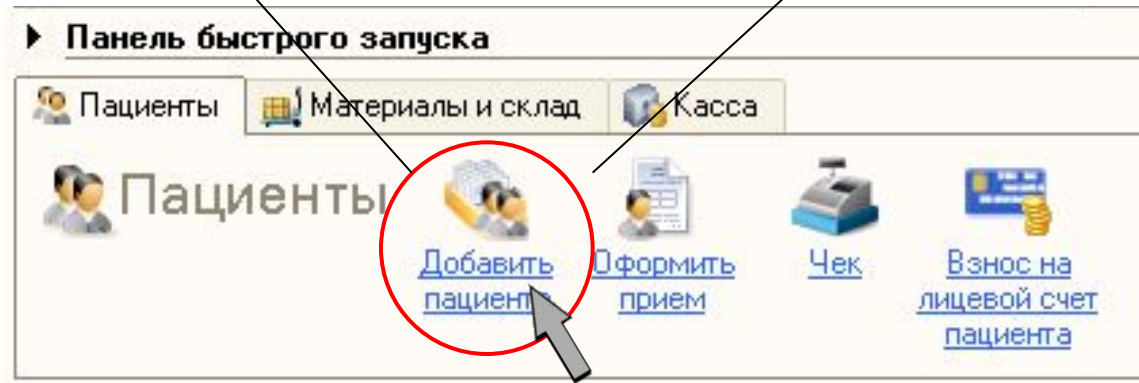 Панель быстрого запуска
Пациенты Материалы и склад Касса
Пациенты
Добавить Оформить Чек Взнос на
пациента прием лицевой счет
пациента